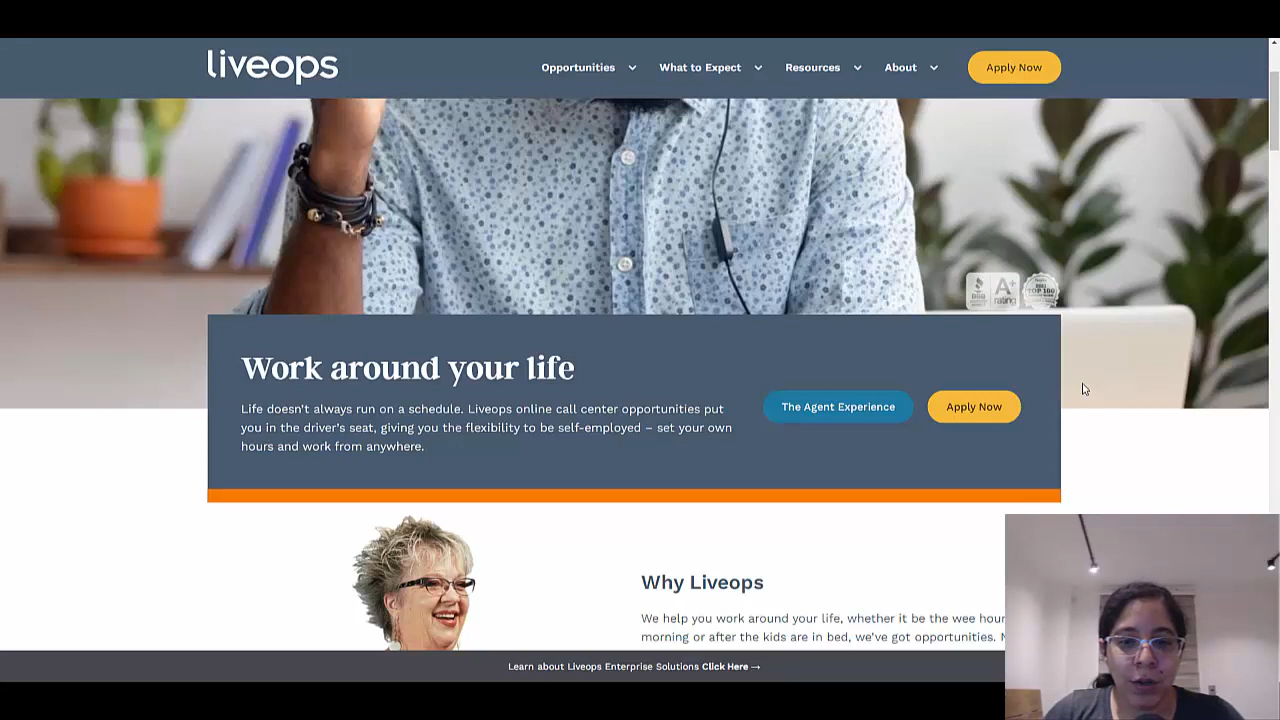 liveops
Opportunities
What to Expect
Resources
About
Apply Now
BBB
A+
rating
TOP 100
Work around your life
Life doesn't always run on a schedule. Liveops online call center opportunities put
you in the driver's seat, giving you the flexibility to be self-employed – set your own
hours and work from anywhere.
The Agent Experience
Apply Now
Why Liveops
We help you work around your life, whether it be the wee hour
morning or after the kids are in bed, we've got opportunities.
Learn about Liveops Enterprise Solutions Click Here →